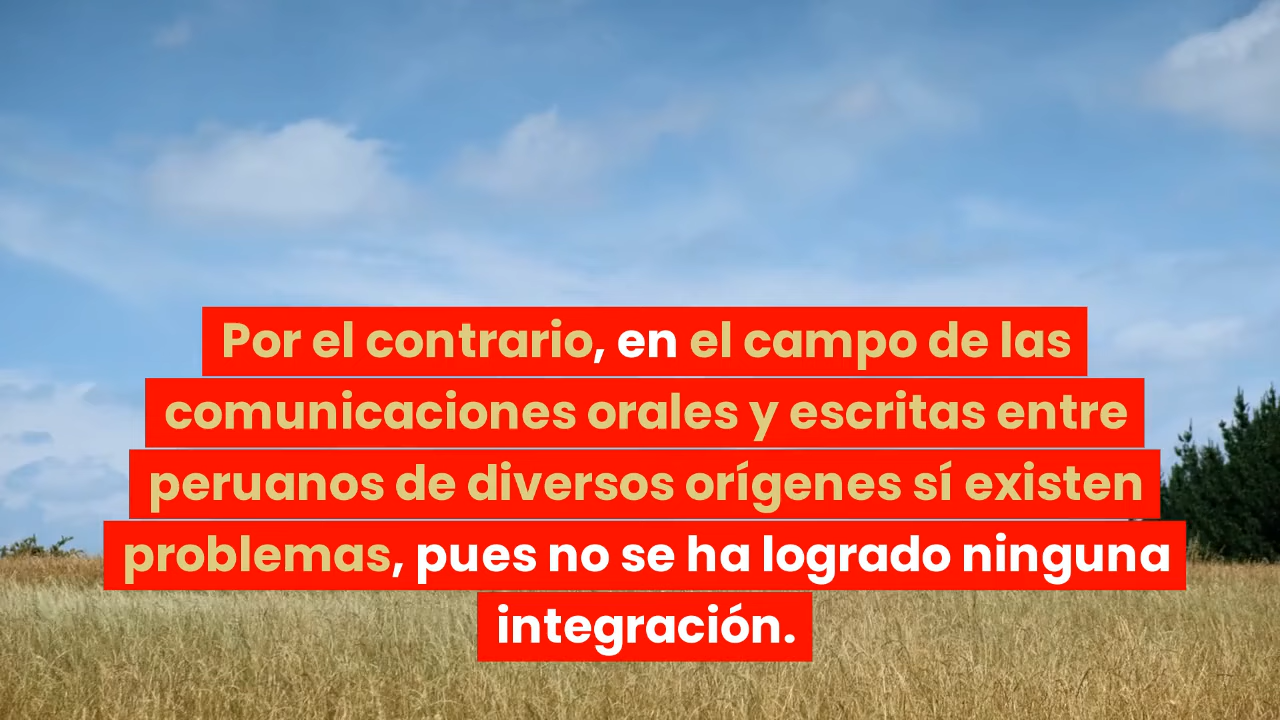 Por el contrario, en el campo de las
comunicaciones orales y escritas entre
peruanos de diversos orígenes sí existen
problemas, pues no se ha logrado ninguna
integración.